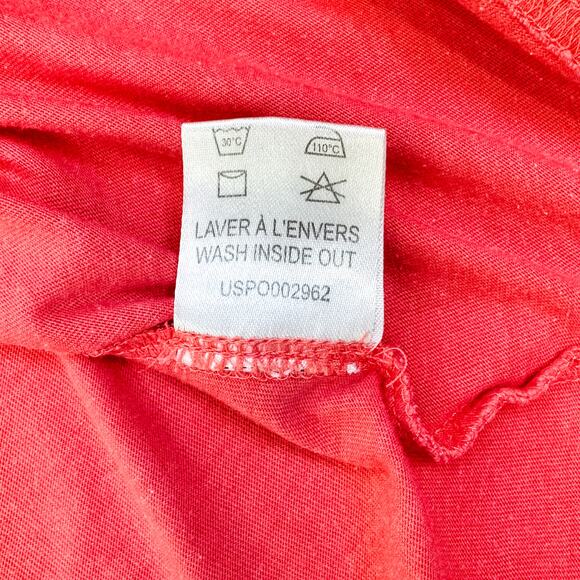 30°C 110°C
LAVER À L'ENVERS
WASH INSIDE OUT
USPO002962